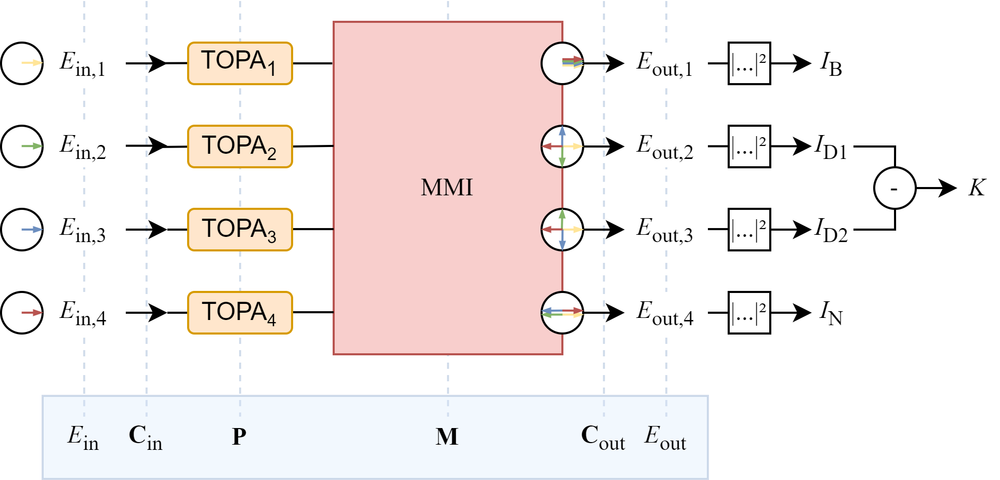 E_in,1 TOPA_1 E_out,1 |...|² I_B
E_in,2 TOPA_2 E_out,2 |...|² I_D1
MMI - K
E_in,3 TOPA_3 E_out,3 |...|² I_D2
E_in,4 TOPA_4 E_out,4 |...|² I_N
E_in C_in P M C_out E_out